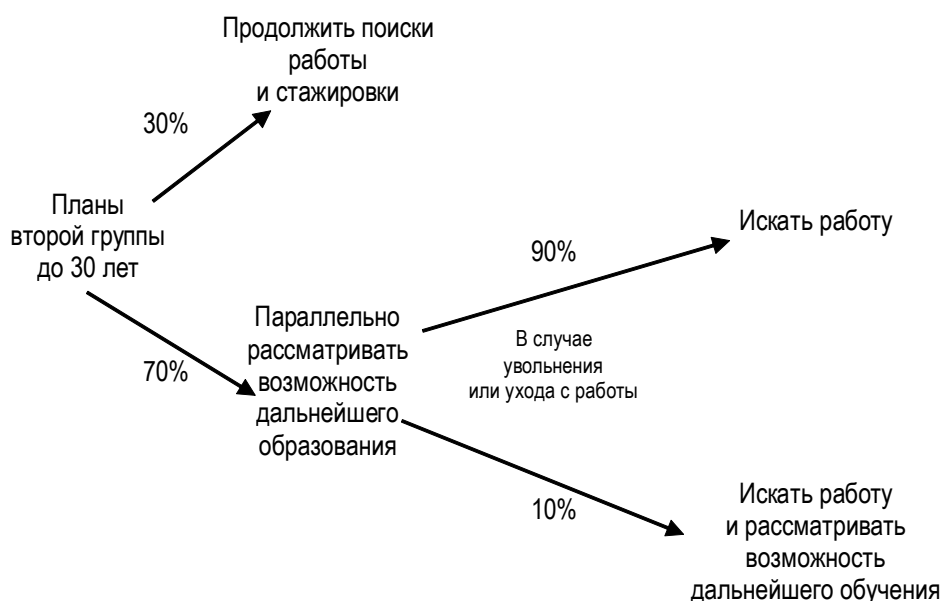 Продолжить поиски
работы
и стажировки
30%
Планы
второй группы
до 30 лет
70%
Параллельно
рассматривать
возможность
дальнейшего
образования
90%
Искать работу
В случае
увольнения
или ухода с работы
10%
Искать работу
и рассматривать
возможность
дальнейшего обучения